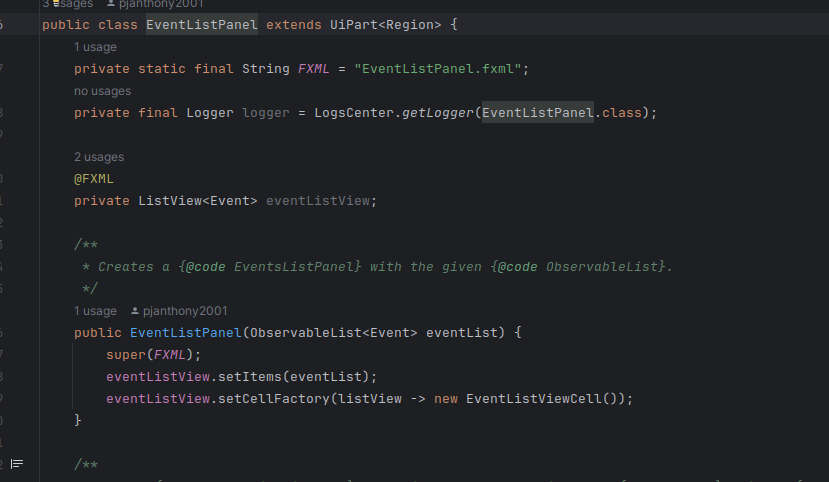 3 usages pjanthony2001
public class EventListPanel extends UiPart<Region> {
1 usage
private static final String FXML = "EventListPanel.fxml";
no usages
private final Logger logger = LogsCenter.getLogger(EventListPanel.class);
2 usages
@FXML
private ListView<Event> eventListView;
/**
* Creates a {@code EventsListPanel} with the given {@code ObservableList}.
*/
1 usage pjanthony2001
public EventListPanel(ObservableList<Event> eventList) {
super(FXML);
eventListView.setItems(eventList);
eventListView.setCellFactory(listView -> new EventListViewCell());
}
/**